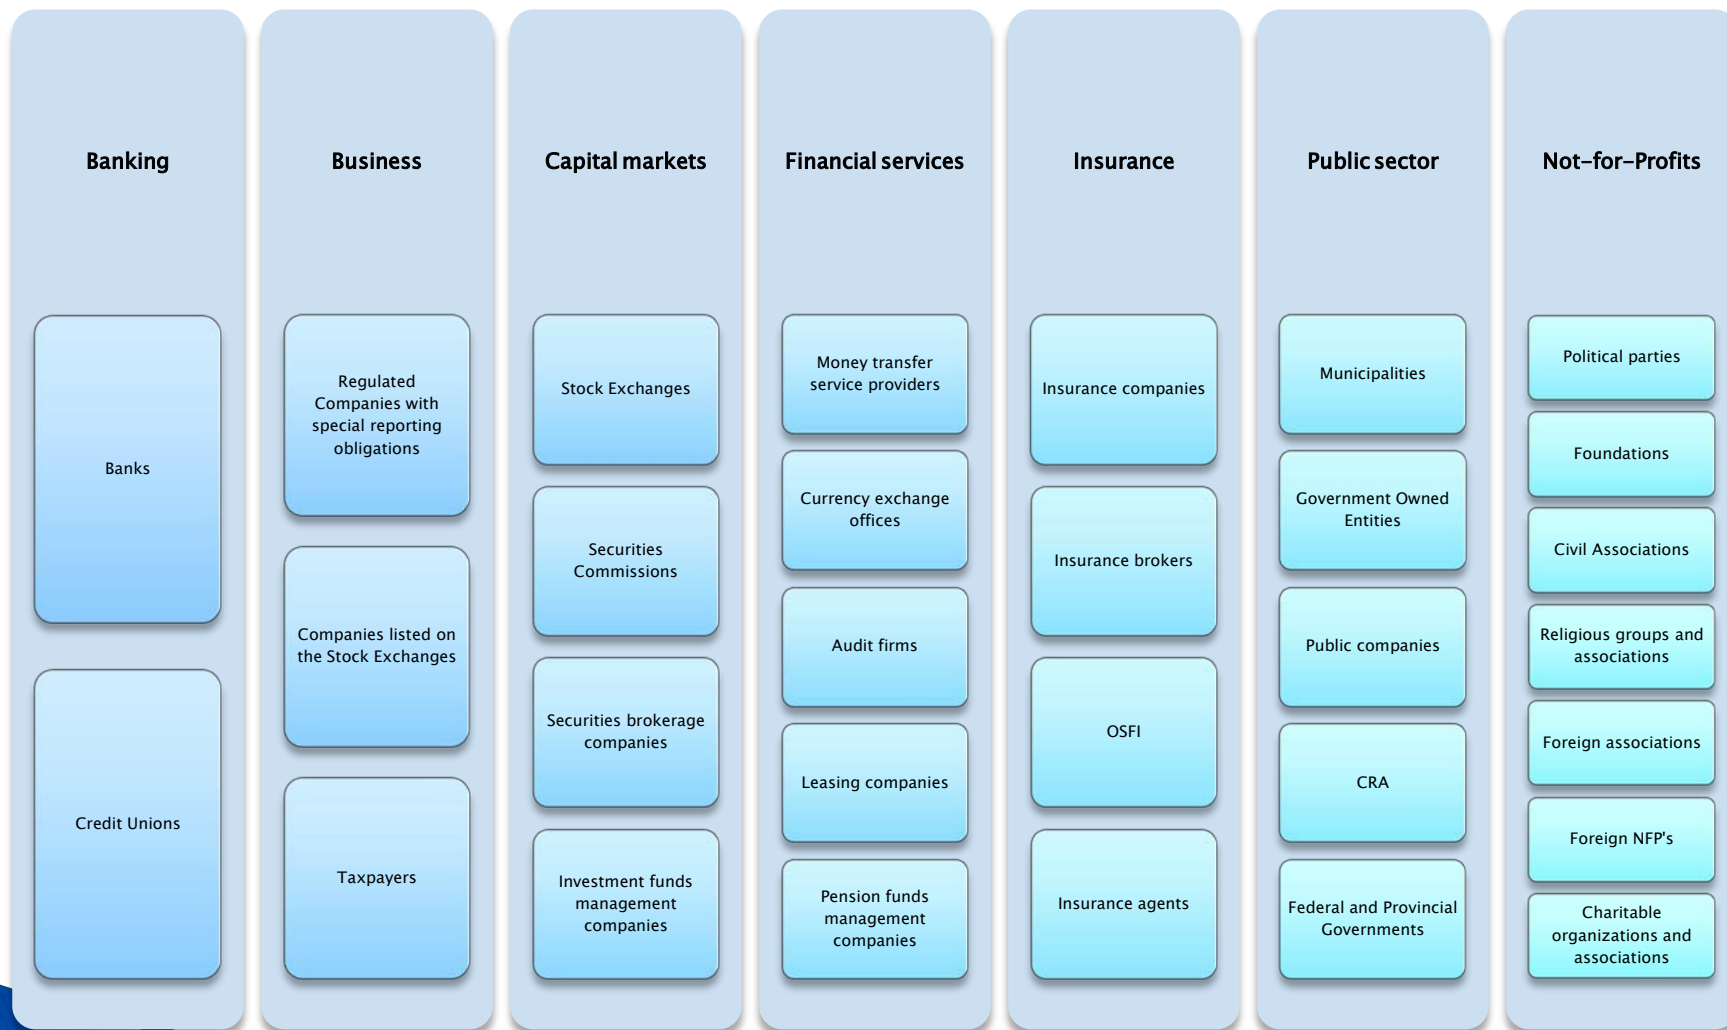 Banking
Banks
Credit Unions
Business
Regulated
Companies with
special reporting
obligations
Companies listed on
the Stock Exchanges
Taxpayers
Capital markets
Stock Exchanges
Securities
Commissions
Securities brokerage
companies
Investment funds
management
companies
Financial services
Money transfer
service providers
Currency exchange
offices
Audit firms
Leasing companies
Pension funds
management
companies
Insurance
Insurance companies
Insurance brokers
OSFI
Insurance agents
Public sector
Municipalities
Government Owned
Entities
Public companies
CRA
Federal and Provincial
Governments
Not-for-Profits
Political parties
Foundations
Civil Associations
Religious groups and
associations
Foreign associations
Foreign NFP's
Charitable
organizations and
associations